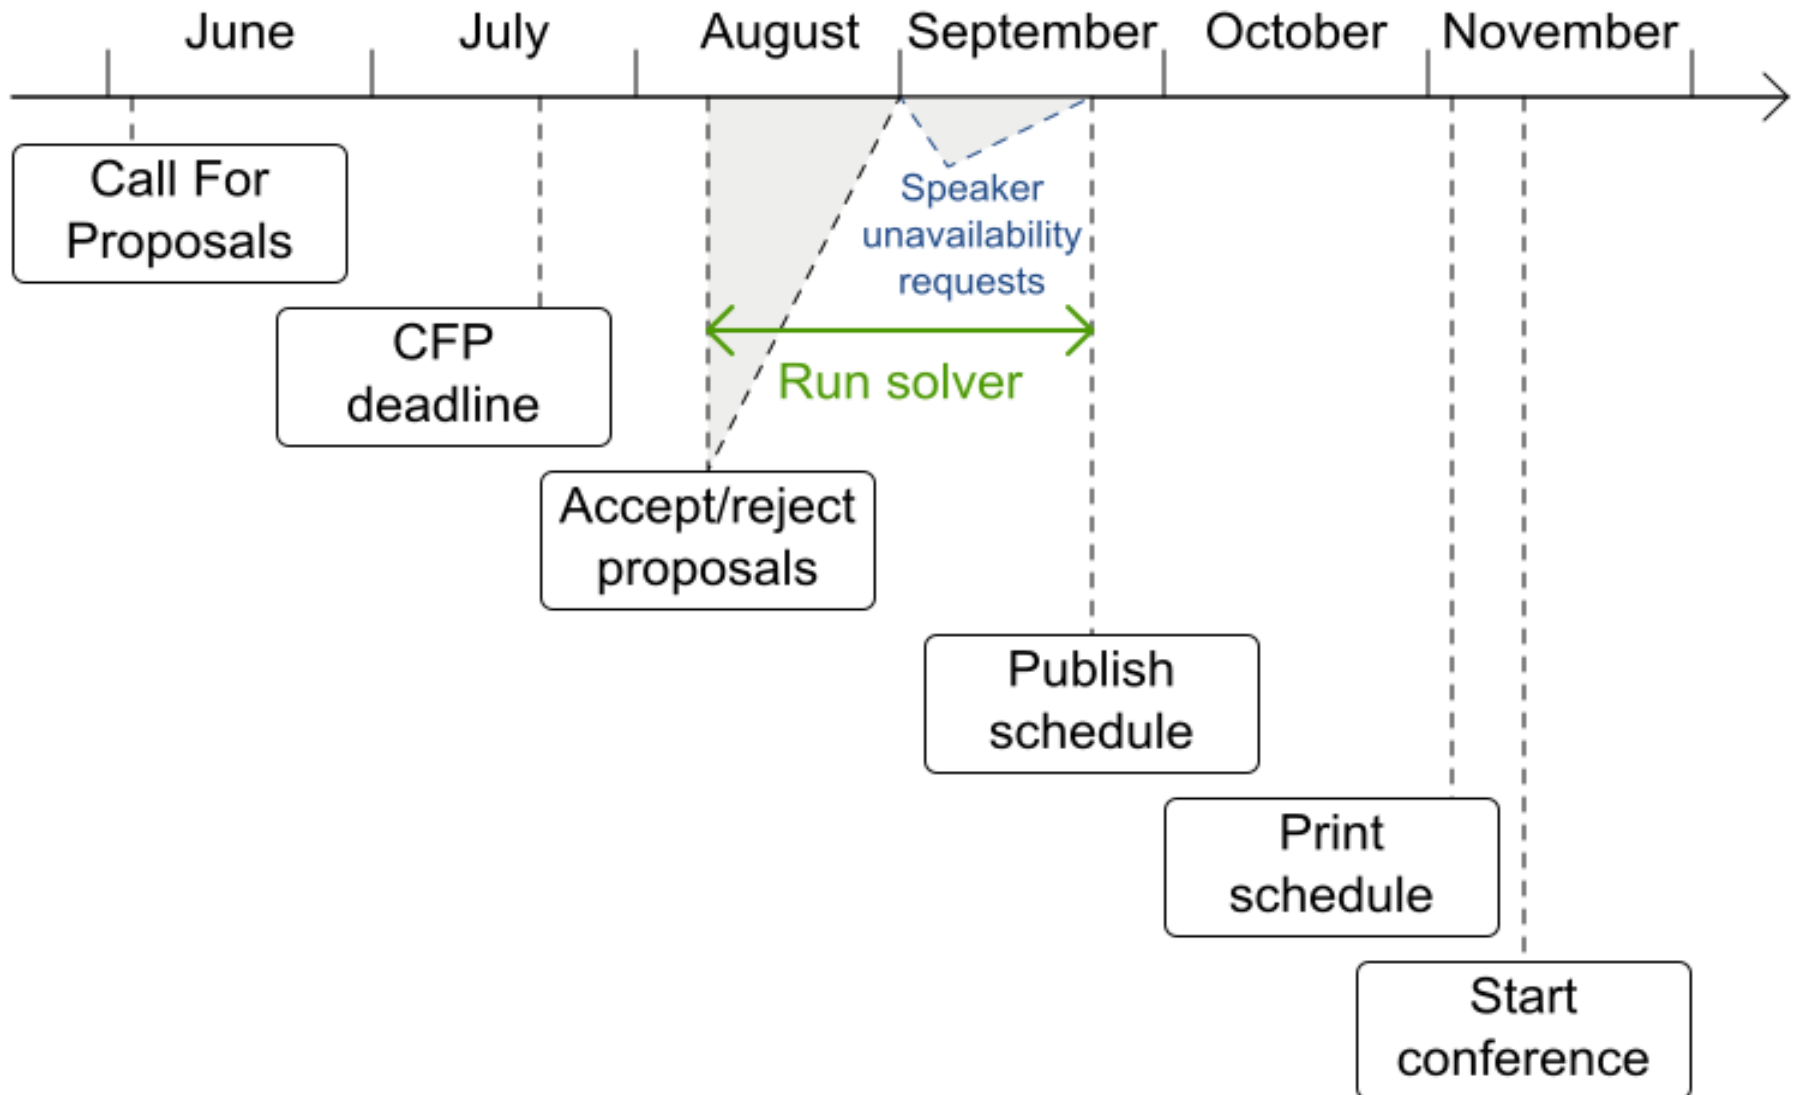 June July August September October November
Call For
Proposals
Speaker
unavailability
requests
CFP
deadline
Run solver
Accept/reject
proposals
Publish
schedule
Print
schedule
Start
conference